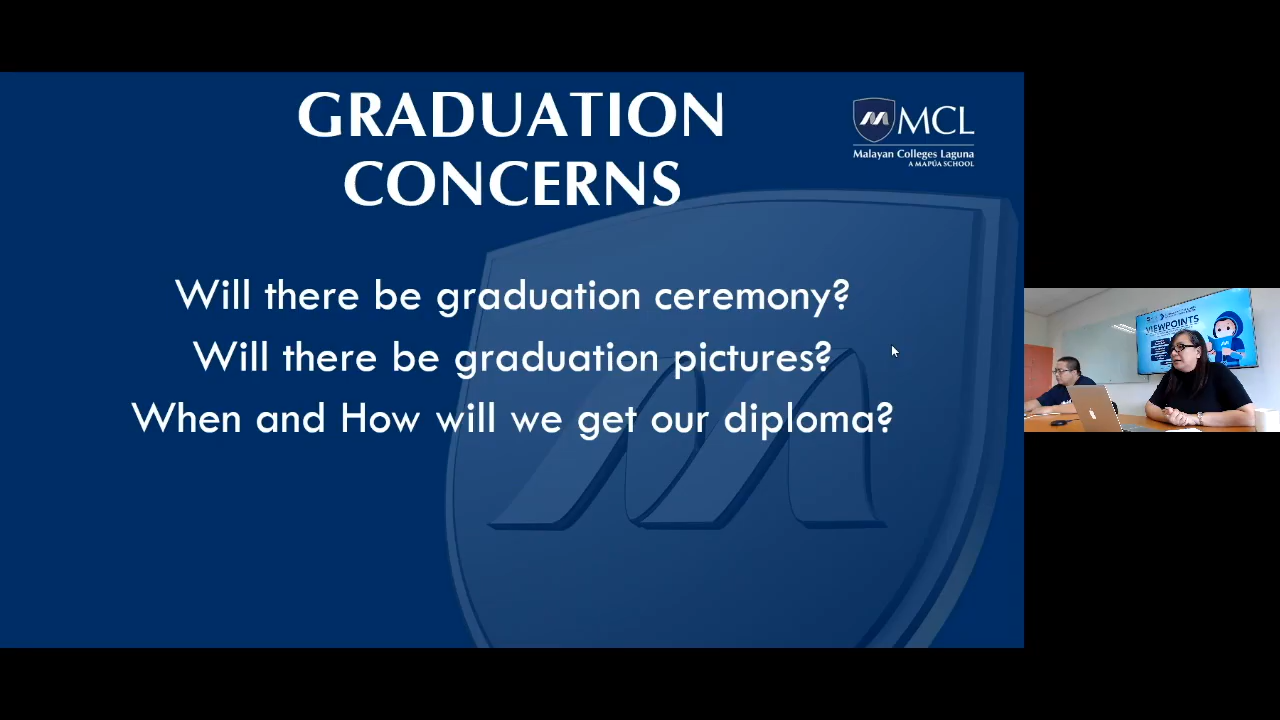 GRADUATION
CONCERNS
MCL
Malayan Colleges Laguna
A MAPÚA SCHOOL
Will there be graduation ceremony?
Will there be graduation pictures?
When and How will we get our diploma?
VIEWPOINTS